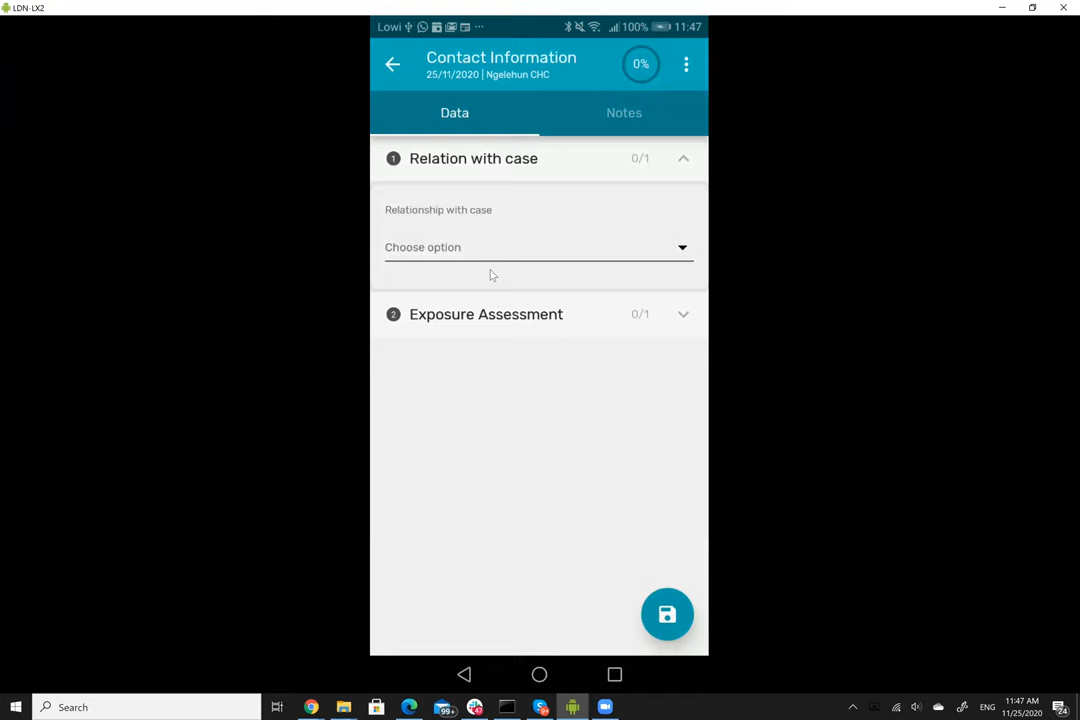 LDN-LX2
Lowi 100% 11:47
Contact Information
25/11/2020 | Ngelehun CHC
0%
Data Notes
1 Relation with case 0/1
Relationship with case
Choose option
2 Exposure Assessment 0/1
Search
99+
ENG
11:47 AM
11/25/2020
24